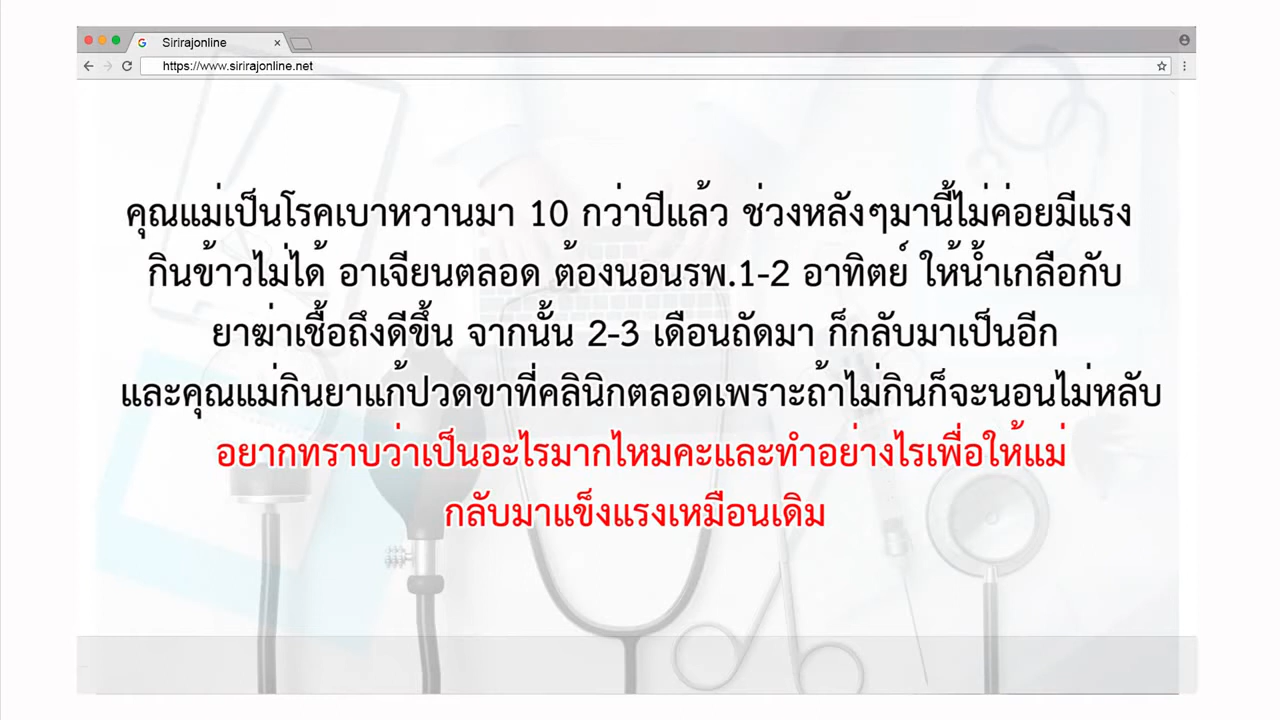 Sirirajonline
https://www.sirirajonline.net
คุณแม่เป็นโรคเบาหวานมา 10 กว่าปีแล้ว ช่วงหลังๆมานี้ไม่ค่อยมีแรง
กินข้าวไม่ได้ อาเจียนตลอด ต้องนอนรพ.1-2 อาทิตย์ ให้น้ำเกลือกับ
ยาฆ่าเชื้อถึงดีขึ้น จากนั้น 2-3 เดือนถัดมา ก็กลับมาเป็นอีก
และคุณแม่กินยาแก้ปวดขาที่คลินิกตลอดเพราะถ้าไม่กินก็จะนอนไม่หลับ
อยากทราบว่าเป็นอะไรมากไหมคะและทำอย่างไรเพื่อให้แม่
กลับมาแข็งแรงเหมือนเดิม